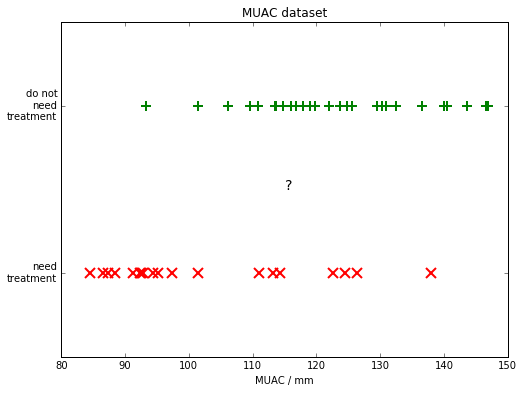 MUAC dataset
do not
need
treatment
?
need
treatment
80 90 100 110 120 130 140 150
MUAC / mm